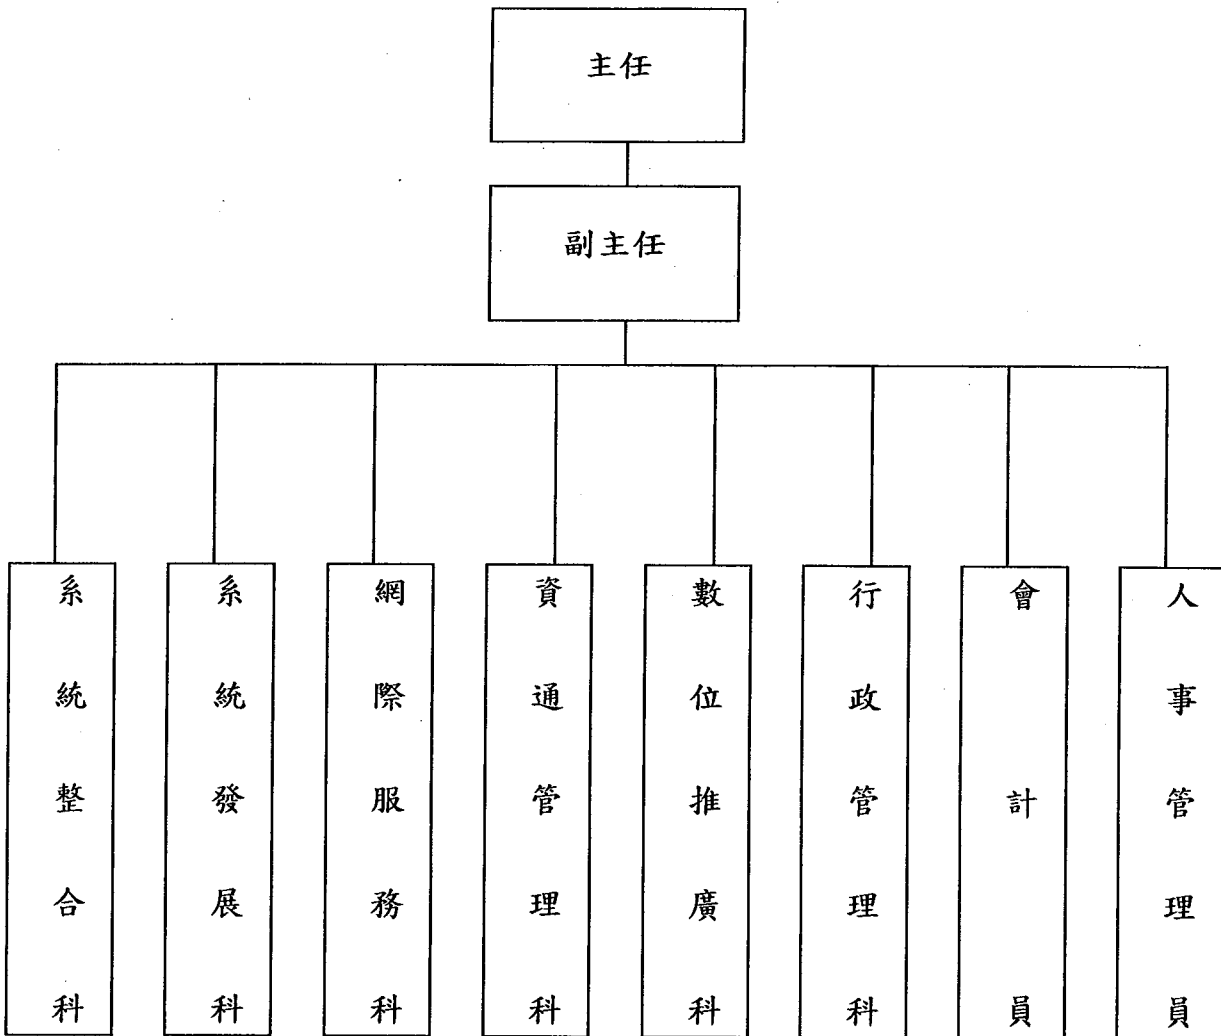 主任
副主任
系統整合科
系統發展科
網際服務科
資通管理科
數位推廣科
行政管理科
會計員
人事管理員